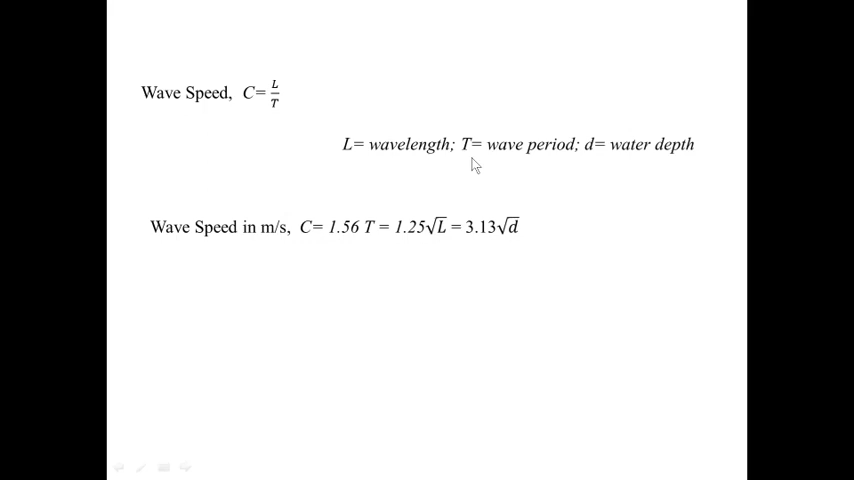 Wave Speed, C= L/T
L= wavelength; T= wave period; d= water depth
Wave Speed in m/s, C= 1.56 T = 1.25√L = 3.13√d